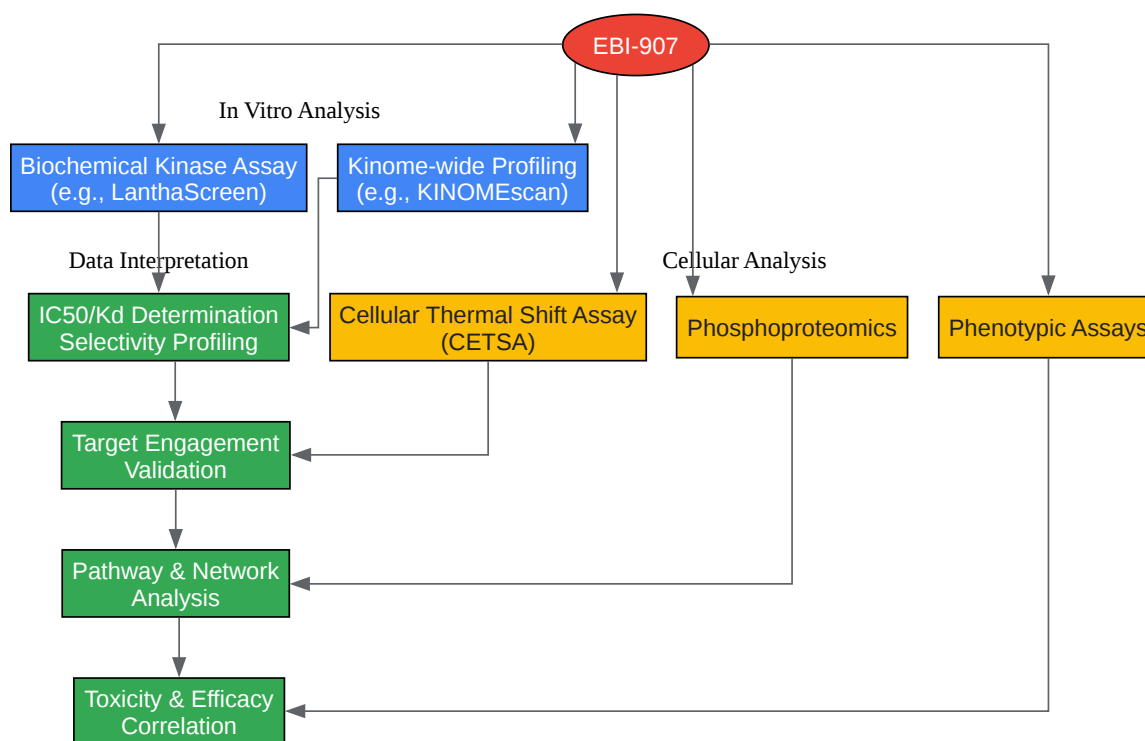 EBI-907
In Vitro Analysis
Biochemical Kinase Assay
(e.g., LanthaScreen)
Kinome-wide Profiling
(e.g., KINOMEscan)
Data Interpretation
Cellular Analysis
IC50/Kd Determination
Selectivity Profiling
Cellular Thermal Shift Assay
(CETSA)
Phosphoproteomics
Phenotypic Assays
Target Engagement
Validation
Pathway & Network
Analysis
Toxicity & Efficacy
Correlation